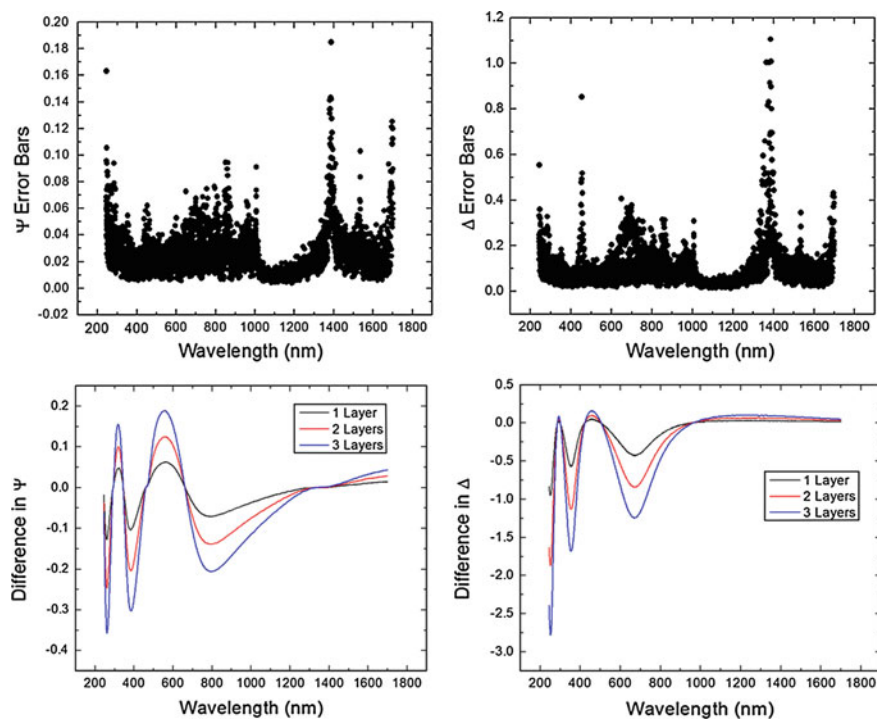 0.20
0.18
0.16
0.14
0.12
0.10
0.08
0.06
0.04
0.02
0.00
-0.02
Ψ Error Bars
200 400 600 800 1000 1200 1400 1600 1800
Wavelength (nm)
1.2
1.0
0.8
0.6
0.4
0.2
0.0
Δ Error Bars
200 400 600 800 1000 1200 1400 1600 1800
Wavelength (nm)
0.2
0.1
0.0
-0.1
-0.2
-0.3
-0.4
Difference in Ψ
1 Layer
2 Layers
3 Layers
200 400 600 800 1000 1200 1400 1600 1800
Wavelength (nm)
0.5
0.0
-0.5
-1.0
-1.5
-2.0
-2.5
-3.0
Difference in Δ
1 Layer
2 Layers
3 Layers
200 400 600 800 1000 1200 1400 1600 1800
Wavelength (nm)